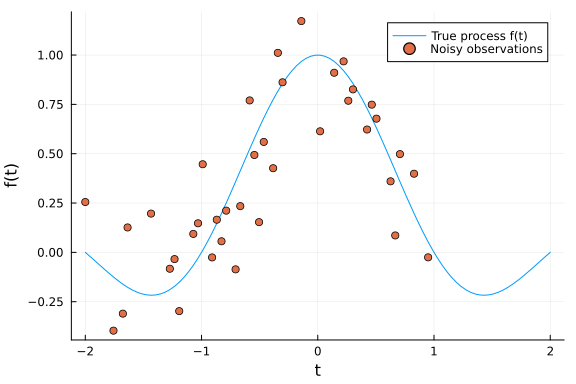 1.00
0.75
0.50
0.25
0.00
−0.25
f(t)
True process f(t)
Noisy observations
−2 −1 0 1 2
t